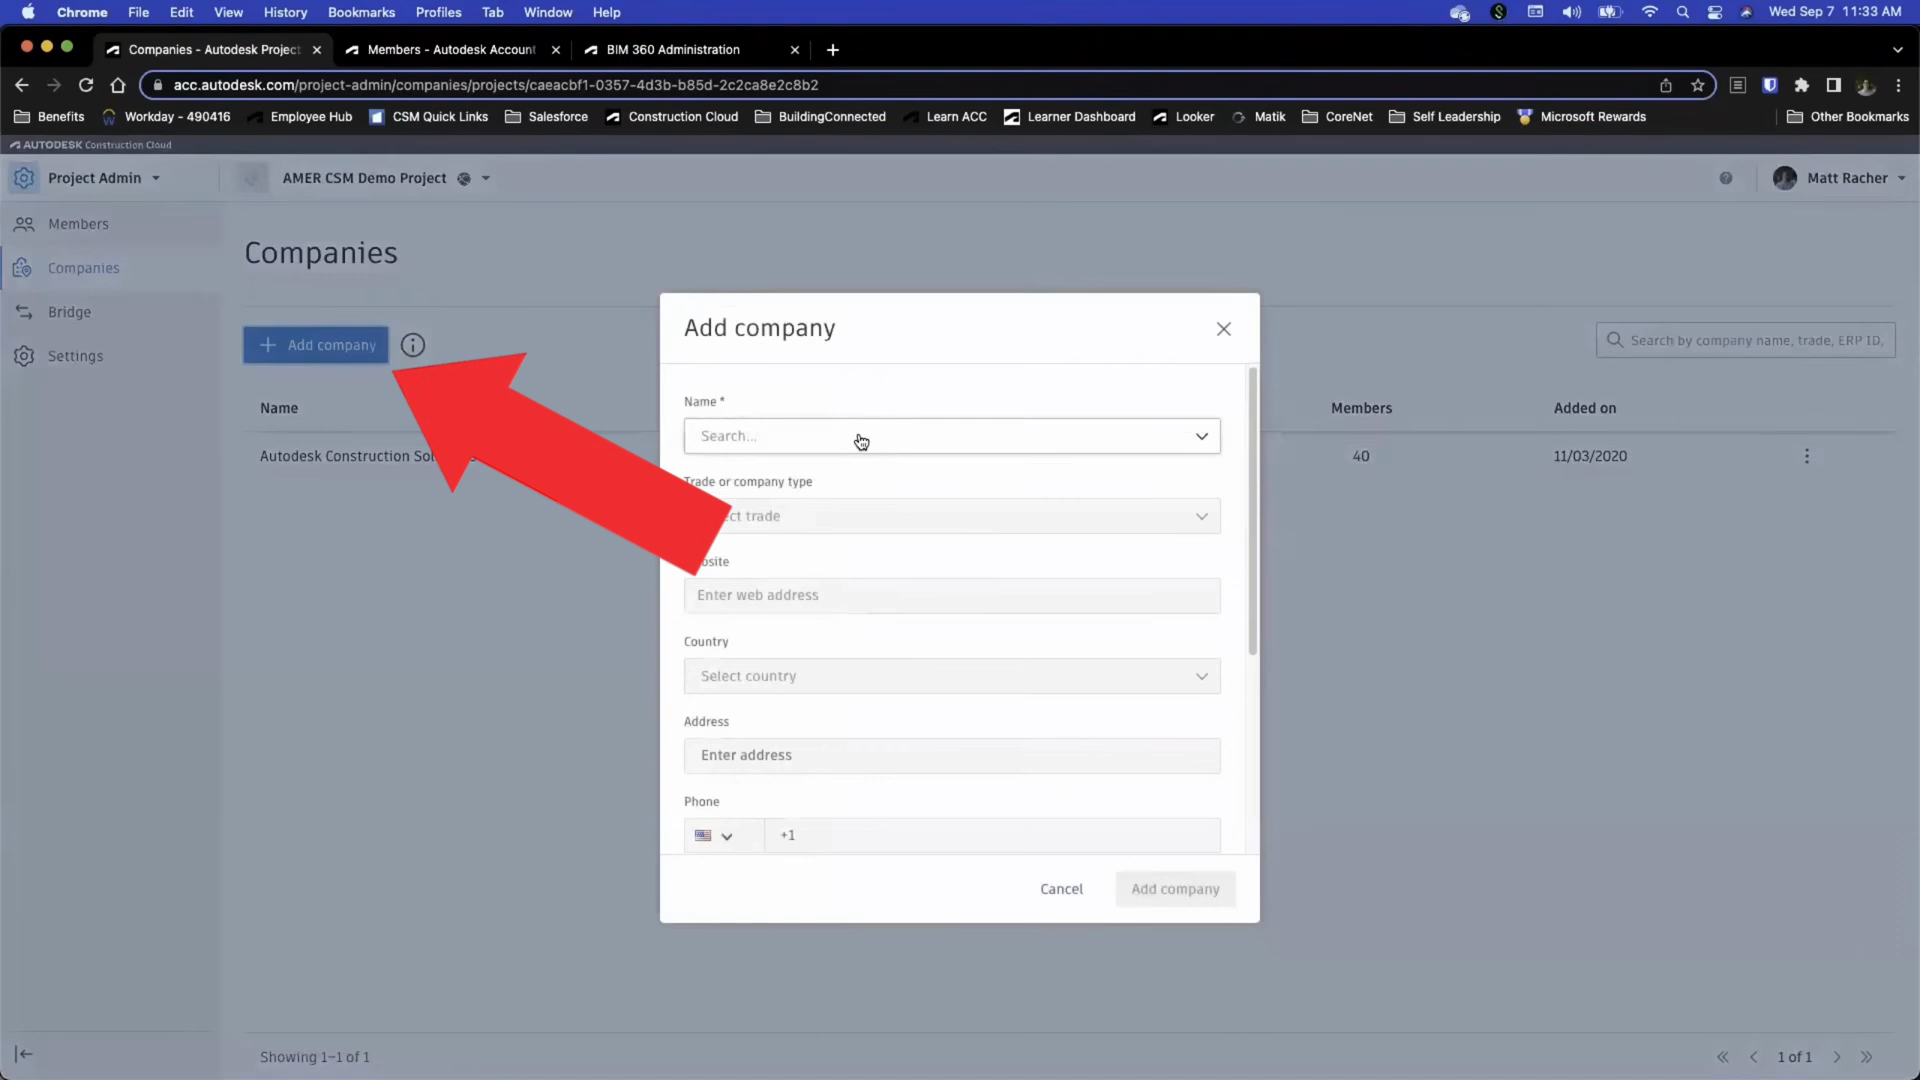 Chrome File Edit View History Bookmarks Profiles Tab Window Help Wed Sep 7 11:33 AM
Companies - Autodesk Project Members - Autodesk Account BIM 360 Administration
acc.autodesk.com/project-admin/companies/projects/caeacbf1-0357-4d3b-b85d-2c2ca8e2c8b2
Benefits Workday - 490416 Employee Hub CSM Quick Links Salesforce Construction Cloud BuildingConnected Learn ACC Learner Dashboard Looker Matik CoreNet Self Leadership Microsoft Rewards Other Bookmarks
AUTODESK Construction Cloud
Project Admin AMER CSM Demo Project Matt Racher
Members
Companies
Bridge
Settings
Companies
+ Add company
Search by company name, trade, ERP ID,
Name Members Added on
Autodesk Construction 40 11/03/2020
Add company
Name *
Search...
Trade or company type
trade
Enter web address
Country
Select country
Address
Enter address
Phone
+1
Cancel Add company
Showing 1-1 of 1
1 of 1